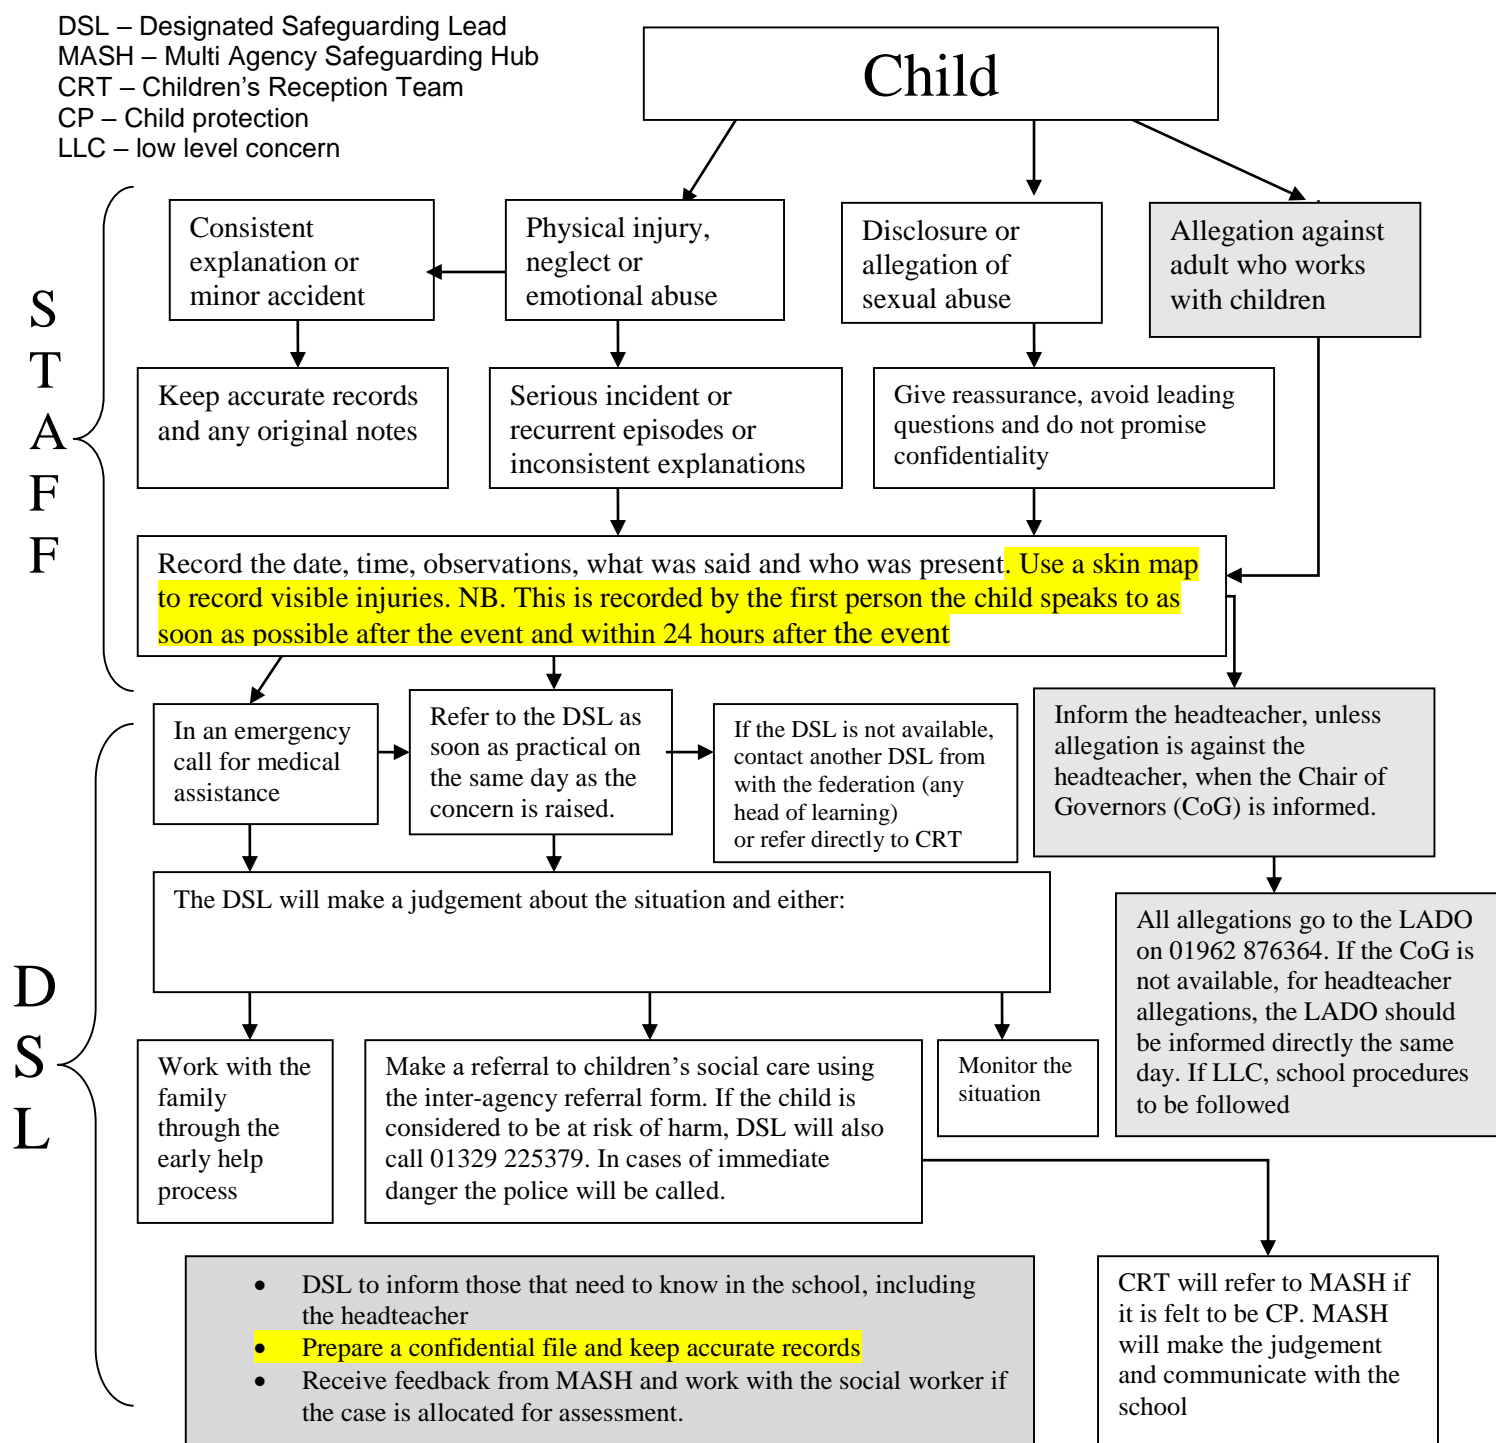 DSL – Designated Safeguarding Lead
MASH – Multi Agency Safeguarding Hub
CRT – Children's Reception Team
CP – Child protection
LLC – low level concern
Child
S
T
A
F
F
Consistent
explanation or
minor accident
Physical injury,
neglect or
emotional abuse
Disclosure or
allegation of
sexual abuse
Allegation against
adult who works
with children
Keep accurate records
and any original notes
Serious incident or
recurrent episodes or
inconsistent explanations
Give reassurance, avoid leading
questions and do not promise
confidentiality
Record the date, time, observations, what was said and who was present. Use a skin map
to record visible injuries. NB. This is recorded by the first person the child speaks to as
soon as possible after the event and within 24 hours after the event
D
S
L
In an emergency
call for medical
assistance
Refer to the DSL as
soon as practical on
the same day as the
concern is raised.
If the DSL is not available,
contact another DSL from
with the federation (any
head of learning)
or refer directly to CRT
Inform the headteacher, unless
allegation is against the
headteacher, when the Chair of
Governors (CoG) is informed.
The DSL will make a judgement about the situation and either:
All allegations go to the LADO
on 01962 876364. If the CoG is
not available, for headteacher
allegations, the LADO should
be informed directly the same
day. If LLC, school procedures
to be followed
Work with the
family
through the
early help
process
Make a referral to children's social care using
the inter-agency referral form. If the child is
considered to be at risk of harm, DSL will also
call 01329 225379. In cases of immediate
danger the police will be called.
Monitor the
situation
• DSL to inform those that need to know in the school, including
the headteacher
• Prepare a confidential file and keep accurate records
• Receive feedback from MASH and work with the social worker if
the case is allocated for assessment.
CRT will refer to MASH if
it is felt to be CP. MASH
will make the judgement
and communicate with the
school